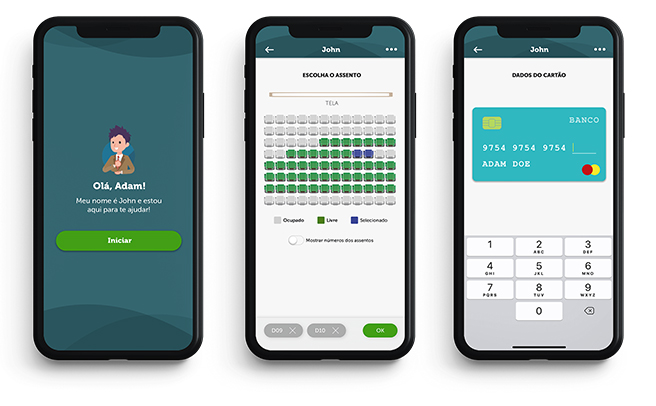 Olá, Adam!
Meu nome é John e estou
aqui para te ajudar!
Iniciar
John
ESCOLHA O ASSENTO
TELA
Ocupado
Livre
Selecionado
Mostrar números dos assentos
D09
D10
OK
John
DADOS DO CARTÃO
BANCO
9754 9754 9754
ADAM DOE
1
2
ABC
3
DEF
4
GHI
5
JKL
6
MNO
7
PQRS
8
TUV
9
WXYZ
0